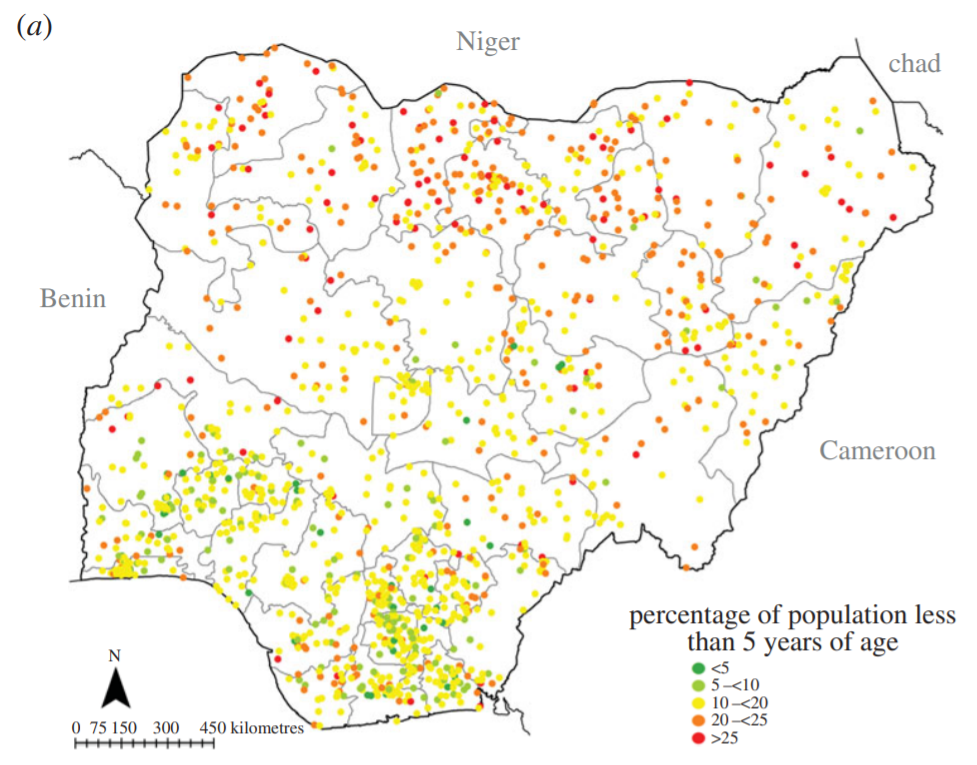 (a)
Niger
chad
Benin
Cameroon
percentage of population less
than 5 years of age
<5
5–<10
10–<20
20–<25
>25
N
0 75 150 300 450 kilometres